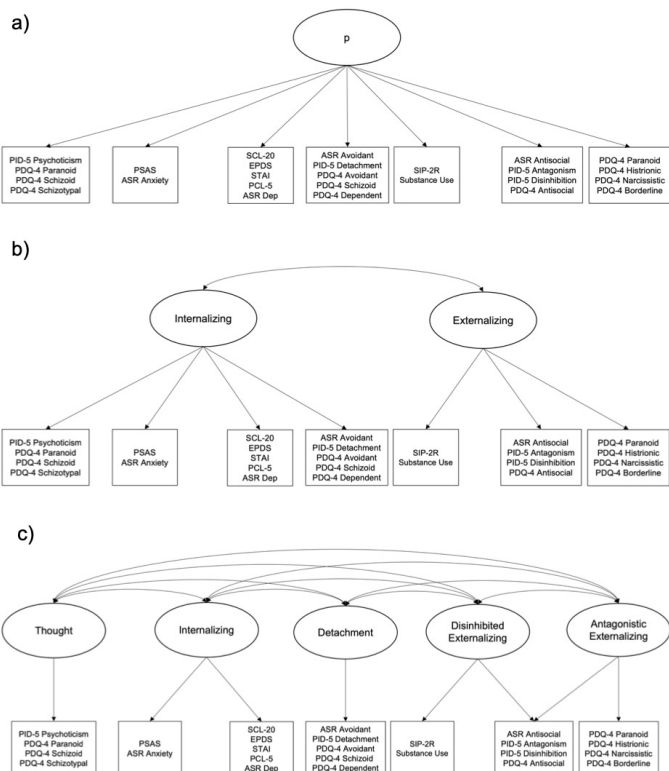 a)
p
PID-5 Psychoticism
PDQ-4 Paranoid
PDQ-4 Schizoid
PDQ-4 Schizotypal
PSAS
ASR Anxiety
SCL-20
EPDS
STAI
PCL-5
ASR Dep
ASR Avoidant
PID-5 Detachment
PDQ-4 Avoidant
PDQ-4 Schizoid
PDQ-4 Dependent
SIP-2R
Substance Use
ASR Antisocial
PID-5 Antagonism
PID-5 Disinhibition
PDQ-4 Antisocial
PDQ-4 Paranoid
PDQ-4 Histrionic
PDQ-4 Narcissistic
PDQ-4 Borderline
b)
Internalizing
Externalizing
PID-5 Psychoticism
PDQ-4 Paranoid
PDQ-4 Schizoid
PDQ-4 Schizotypal
PSAS
ASR Anxiety
SCL-20
EPDS
STAI
PCL-5
ASR Dep
ASR Avoidant
PID-5 Detachment
PDQ-4 Avoidant
PDQ-4 Schizoid
PDQ-4 Dependent
SIP-2R
Substance Use
ASR Antisocial
PID-5 Antagonism
PID-5 Disinhibition
PDQ-4 Antisocial
PDQ-4 Paranoid
PDQ-4 Histrionic
PDQ-4 Narcissistic
PDQ-4 Borderline
c)
Thought
Internalizing
Detachment
Disinhibited
Externalizing
Antagonistic
Externalizing
PID-5 Psychoticism
PDQ-4 Paranoid
PDQ-4 Schizoid
PDQ-4 Schizotypal
PSAS
ASR Anxiety
SCL-20
EPDS
STAI
PCL-5
ASR Dep
ASR Avoidant
PID-5 Detachment
PDQ-4 Avoidant
PDQ-4 Schizoid
PDQ-4 Dependent
SIP-2R
Substance Use
ASR Antisocial
PID-5 Antagonism
PID-5 Disinhibition
PDQ-4 Antisocial
PDQ-4 Paranoid
PDQ-4 Histrionic
PDQ-4 Narcissistic
PDQ-4 Borderline